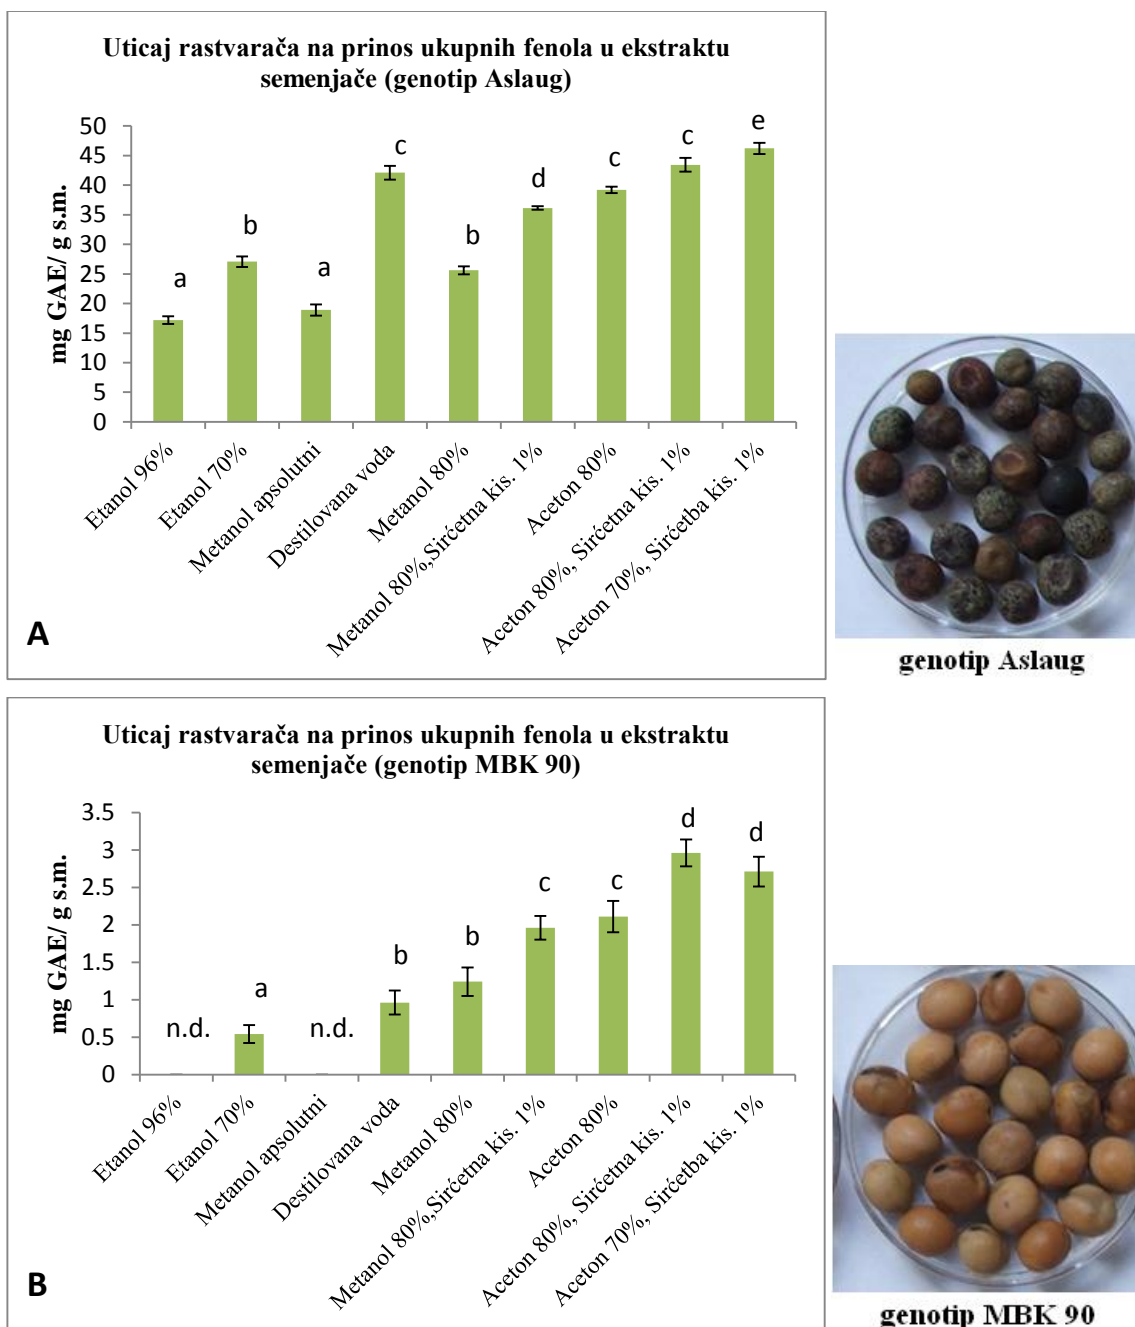 Uticaj rastvarača na prinos ukupnih fenola u ekstraktu
semenjače (genotip Aslaug)
mg GAE/ g s.m.
50
45
40
35
30
25
20
15
10
5
0
a
b
a
c
b
d
c
c
e
Etanol 96%
Etanol 70%
Metanol apsolutni
Destilovana voda
Metanol 80%
Metanol 80%,Sirćetna kis. 1%
Aceton 80%
Aceton 80%, Sirćetna kis. 1%
Aceton 70%, Sirćetba kis. 1%
A
genotip Aslaug
Uticaj rastvarača na prinos ukupnih fenola u ekstraktu
semenjače (genotip MBK 90)
mg GAE/ g s.m.
3.5
3
2.5
2
1.5
1
0.5
0
n.d.
a
n.d.
b
b
c
c
d
d
Etanol 96%
Etanol 70%
Metanol apsolutni
Destilovana voda
Metanol 80%
Metanol 80%,Sirćetna kis. 1%
Aceton 80%
Aceton 80%, Sirćetna kis. 1%
Aceton 70%, Sirćetba kis. 1%
B
genotip MBK 90